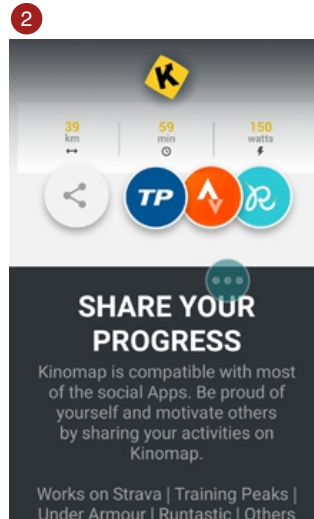 2
K
39
km
59
min
150
watts
TP
R
SHARE YOUR
PROGRESS
Kinomap is compatible with most
of the social Apps. Be proud of
yourself and motivate others
by sharing your activities on
Kinomap.
Works on Strava | Training Peaks |
Under Armour | Runtastic | Others